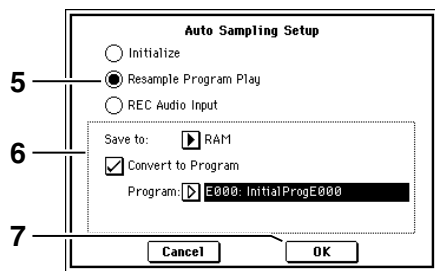 Auto Sampling Setup
Initialize
5
Resample Program Play
REC Audio Input
6
Save to: RAM
Convert to Program
Program: E000: InitialProgE000
7
Cancel OK